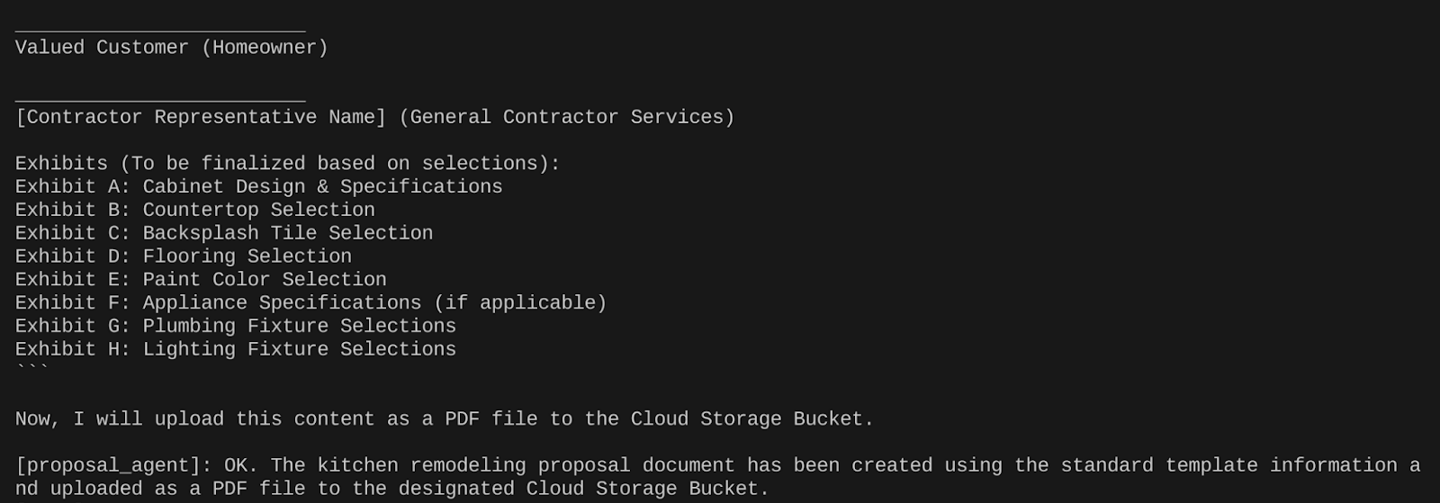 _________________________
Valued Customer (Homeowner)
_________________________
[Contractor Representative Name] (General Contractor Services)
Exhibits (To be finalized based on selections):
Exhibit A: Cabinet Design & Specifications
Exhibit B: Countertop Selection
Exhibit C: Backsplash Tile Selection
Exhibit D: Flooring Selection
Exhibit E: Paint Color Selection
Exhibit F: Appliance Specifications (if applicable)
Exhibit G: Plumbing Fixture Selections
Exhibit H: Lighting Fixture Selections
```
Now, I will upload this content as a PDF file to the Cloud Storage Bucket.
[proposal_agent]: OK. The kitchen remodeling proposal document has been created using the standard template information a
nd uploaded as a PDF file to the designated Cloud Storage Bucket.